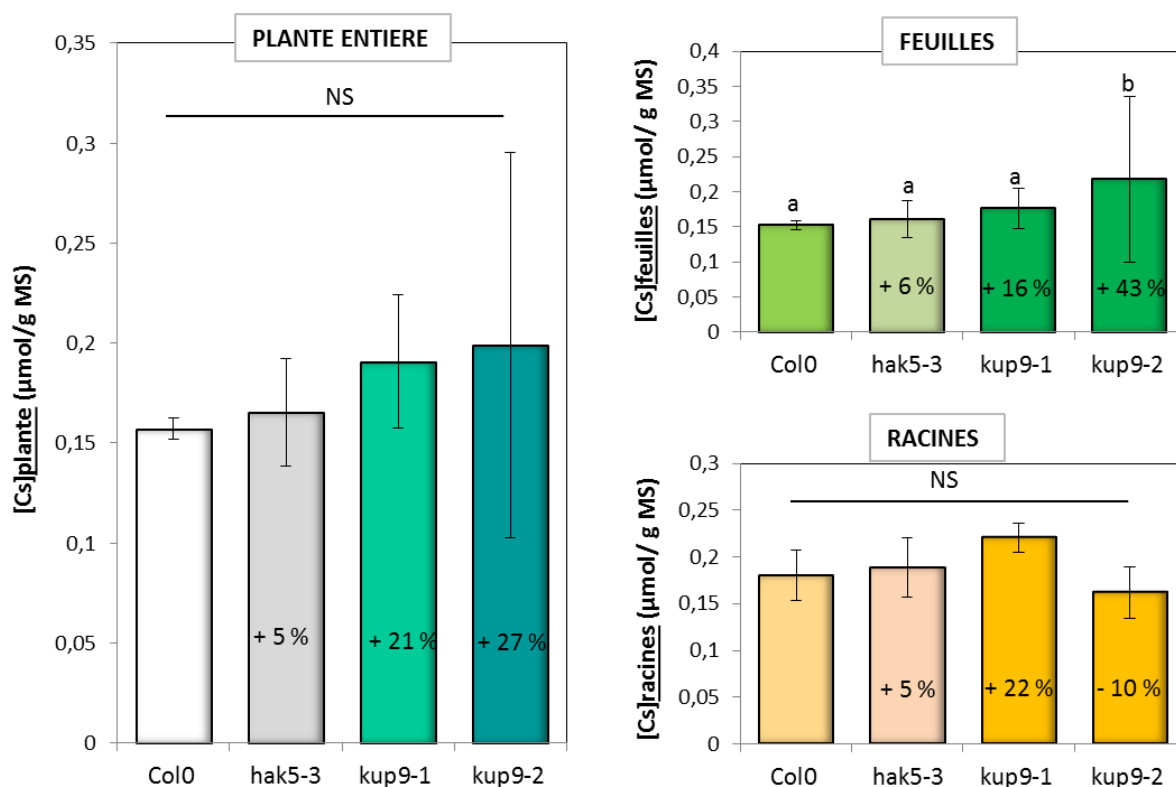 PLANTE ENTIERE
[Cs]plante (µmol/g MS)
0,35
0,3
0,25
0,2
0,15
0,1
0,05
0
NS
+ 5 %
+ 21 %
+ 27 %
Col0 hak5-3 kup9-1 kup9-2
FEUILLES
[Cs]feuilles (µmol/ g MS)
0,4
0,35
0,3
0,25
0,2
0,15
0,1
0,05
0
a a a b
+ 6 % + 16 % + 43 %
Col0 hak5-3 kup9-1 kup9-2
RACINES
[Cs]racines (µmol/ g MS)
0,3
0,25
0,2
0,15
0,1
0,05
0
NS
+ 5 % + 22 % - 10 %
Col0 hak5-3 kup9-1 kup9-2